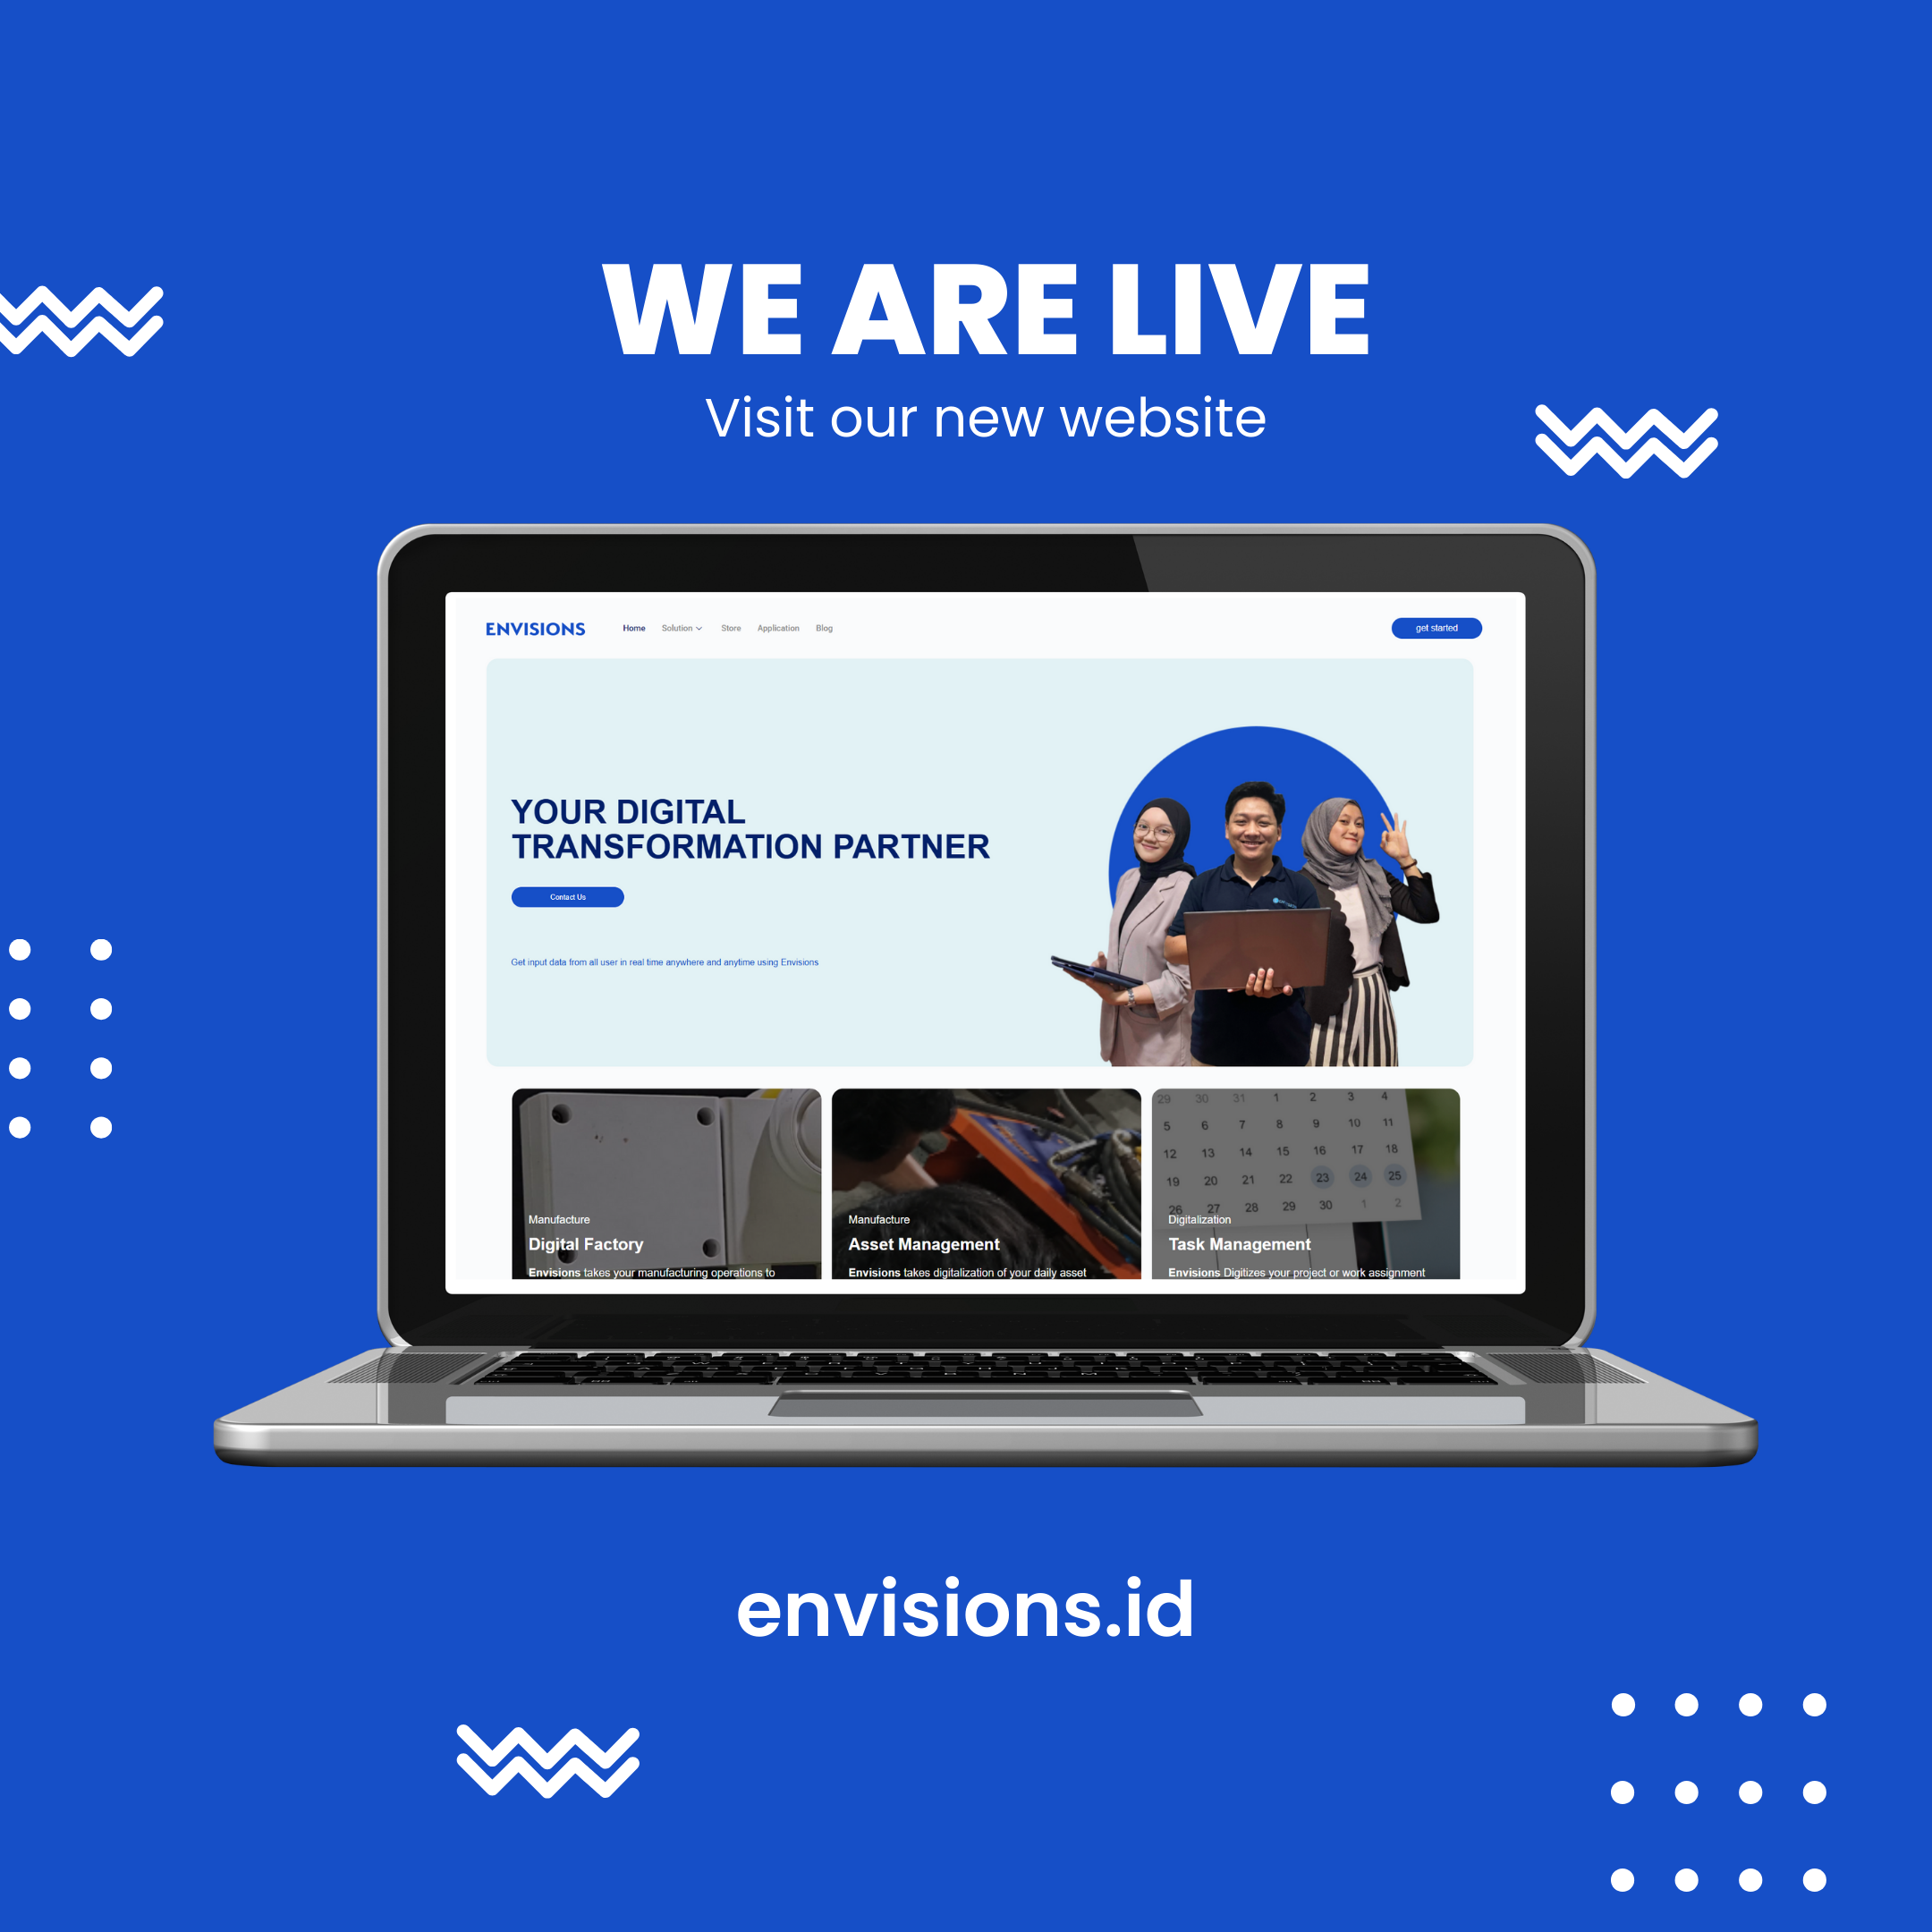 WE ARE LIVE
Visit our new website
ENVISIONS
Home Solution Store Application Blog
get started
YOUR DIGITAL
TRANSFORMATION PARTNER
Contact Us
Get input data from all user in real time anywhere and anytime using Envisions
29 30 31 1 2 3 4
5 6 7 8 9 10 11
12 13 14 15 16 17 18
19 20 21 22 23 24 25
26 27 28 29 30 1 2
Manufacture
Digital Factory
Envisions takes your manufacturing operations to
Manufacture
Asset Management
Envisions takes digitalization of your daily asset
Digitalization
Task Management
Envisions Digitizes your project or work assignment
envisions.id